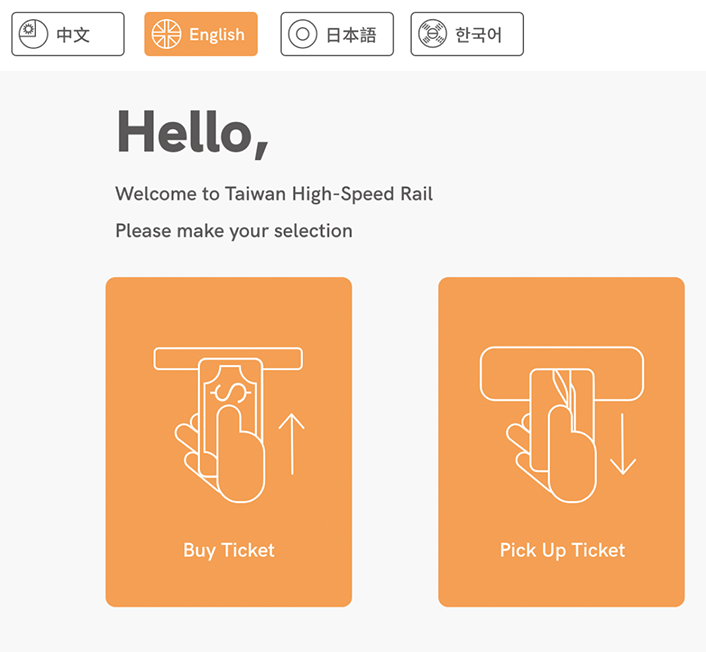 中文
English
日本語
한국어
Hello,
Welcome to Taiwan High-Speed Rail
Please make your selection
Buy Ticket
Pick Up Ticket